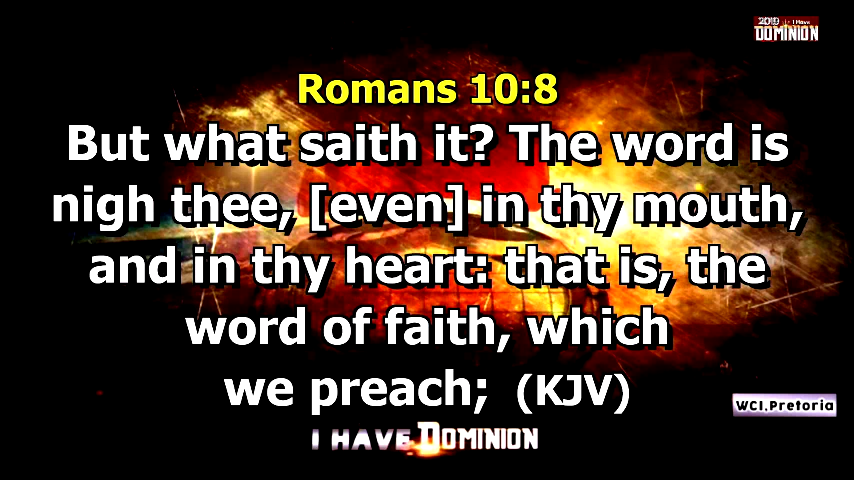 2019 I Have
DOMINION
Romans 10:8
But what saith it? The word is
nigh thee, [even] in thy mouth,
and in thy heart: that is, the
word of faith, which
we preach; (KJV)
WCI.Pretoria
I HAVE DOMINION